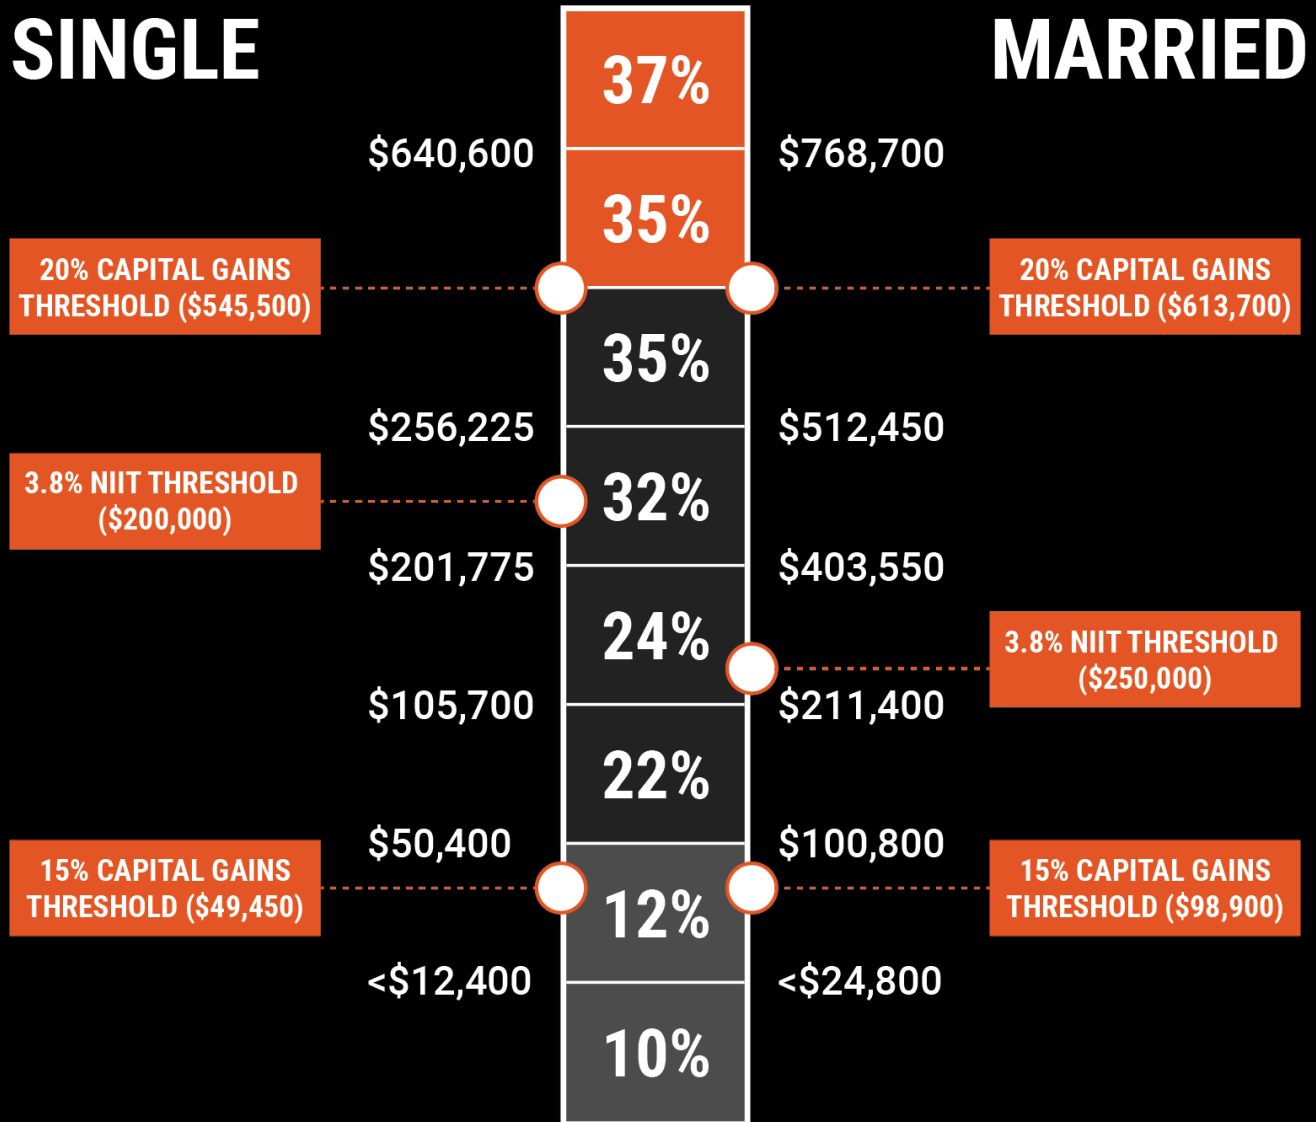 SINGLE
MARRIED
37%
$640,600
$768,700
35%
20% CAPITAL GAINS
THRESHOLD ($545,500)
20% CAPITAL GAINS
THRESHOLD ($613,700)
35%
$256,225
$512,450
3.8% NIIT THRESHOLD
($200,000)
32%
$201,775
$403,550
24%
3.8% NIIT THRESHOLD
($250,000)
$105,700
$211,400
22%
$50,400
$100,800
15% CAPITAL GAINS
THRESHOLD ($49,450)
12%
15% CAPITAL GAINS
THRESHOLD ($98,900)
<$12,400
<$24,800
10%